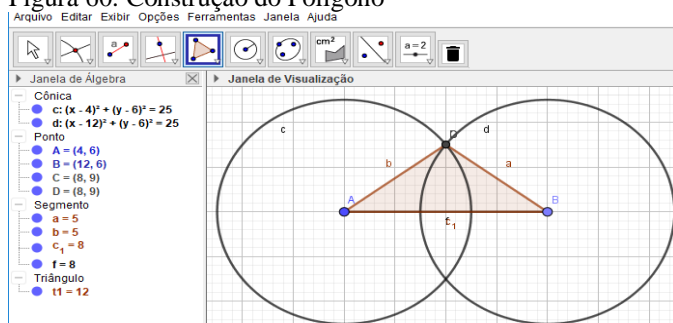 Figura 60: Construção do Polígono
Arquivo Editar Exibir Opções Ferramentas Janela Ajuda
a
cm²
a=2
Janela de Álgebra
Janela de Visualização
Cônica
c: (x - 4)² + (y - 6)² = 25
d: (x - 12)² + (y - 6)² = 25
Ponto
A = (4, 6)
B = (12, 6)
C = (8, 9)
D = (8, 9)
Segmento
a = 5
b = 5
c₁ = 8
f = 8
Triângulo
t1 = 12
c
D
d
b
a
A
B